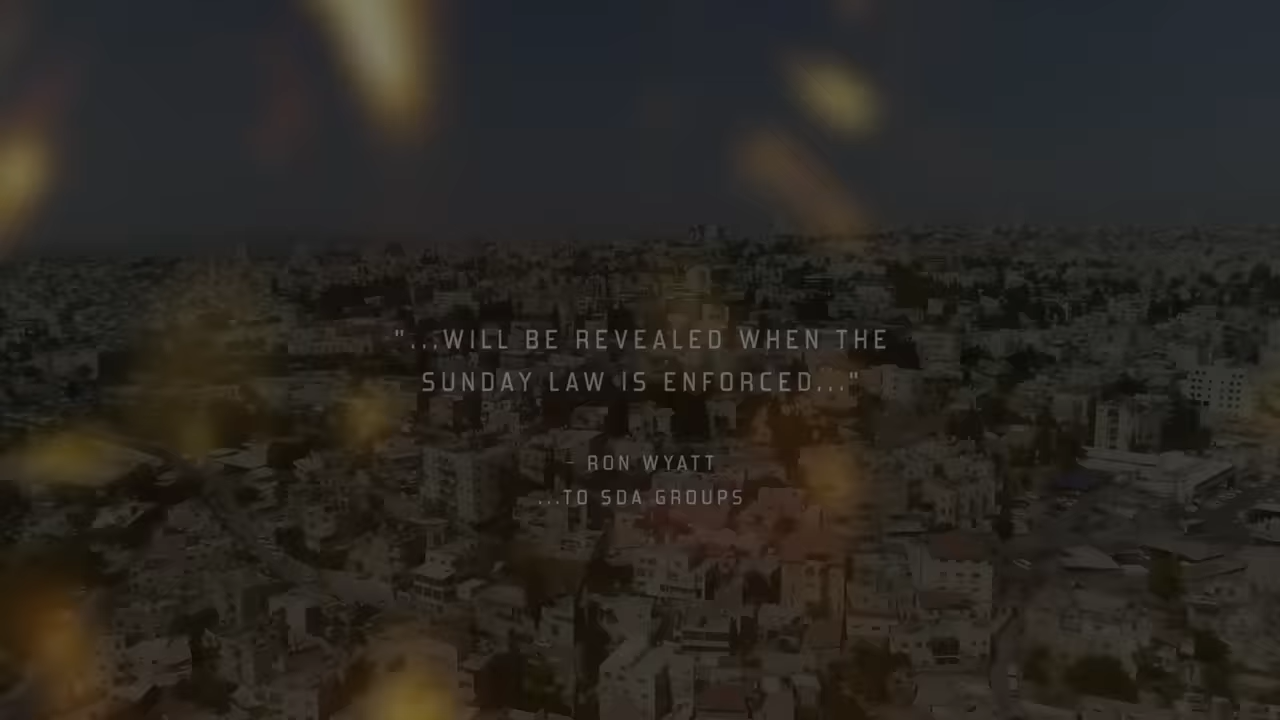 "...WILL BE REVEALED WHEN THE
SUNDAY LAW IS ENFORCED..."
- RON WYATT
...TO SDA GROUPS